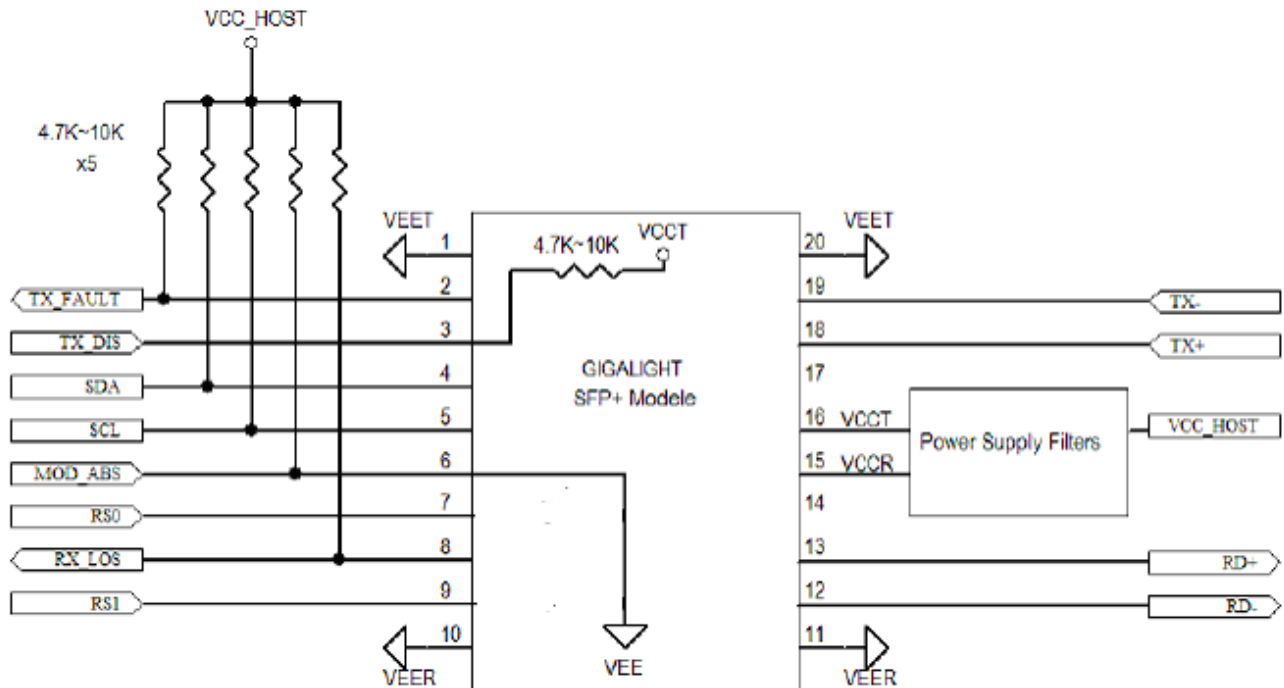 VCC_HOST
4.7K~10K
x5
VEET
1
4.7K~10K
VCCT
20
VEET
TX_FAULT
2
19
TX-
TX_DIS
3
18
TX+
SDA
4
GIGALIGHT
SFP+ Modele
17
SCL
5
16
VCCT
Power Supply Filters
VCC_HOST
MOD_ABS
6
15
VCCR
RS0
7
14
RX_LOS
8
13
RD+
RS1
9
12
RD-
10
VEER
VEE
11
VEER